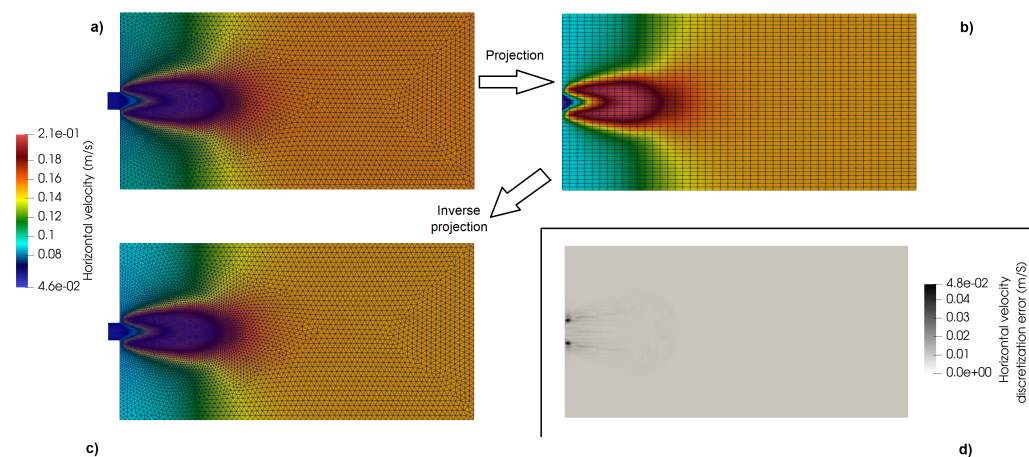 a)
Projection
b)
2.1e-01
0.18
0.16
0.14
0.12
0.1
0.08
4.6e-02
Horizontal velocity (m/s)
Inverse
projection
4.8e-02
0.04
0.03
0.02
0.01
0.0e+00
Horizontal velocity
discretization error (m/S)
c)
d)